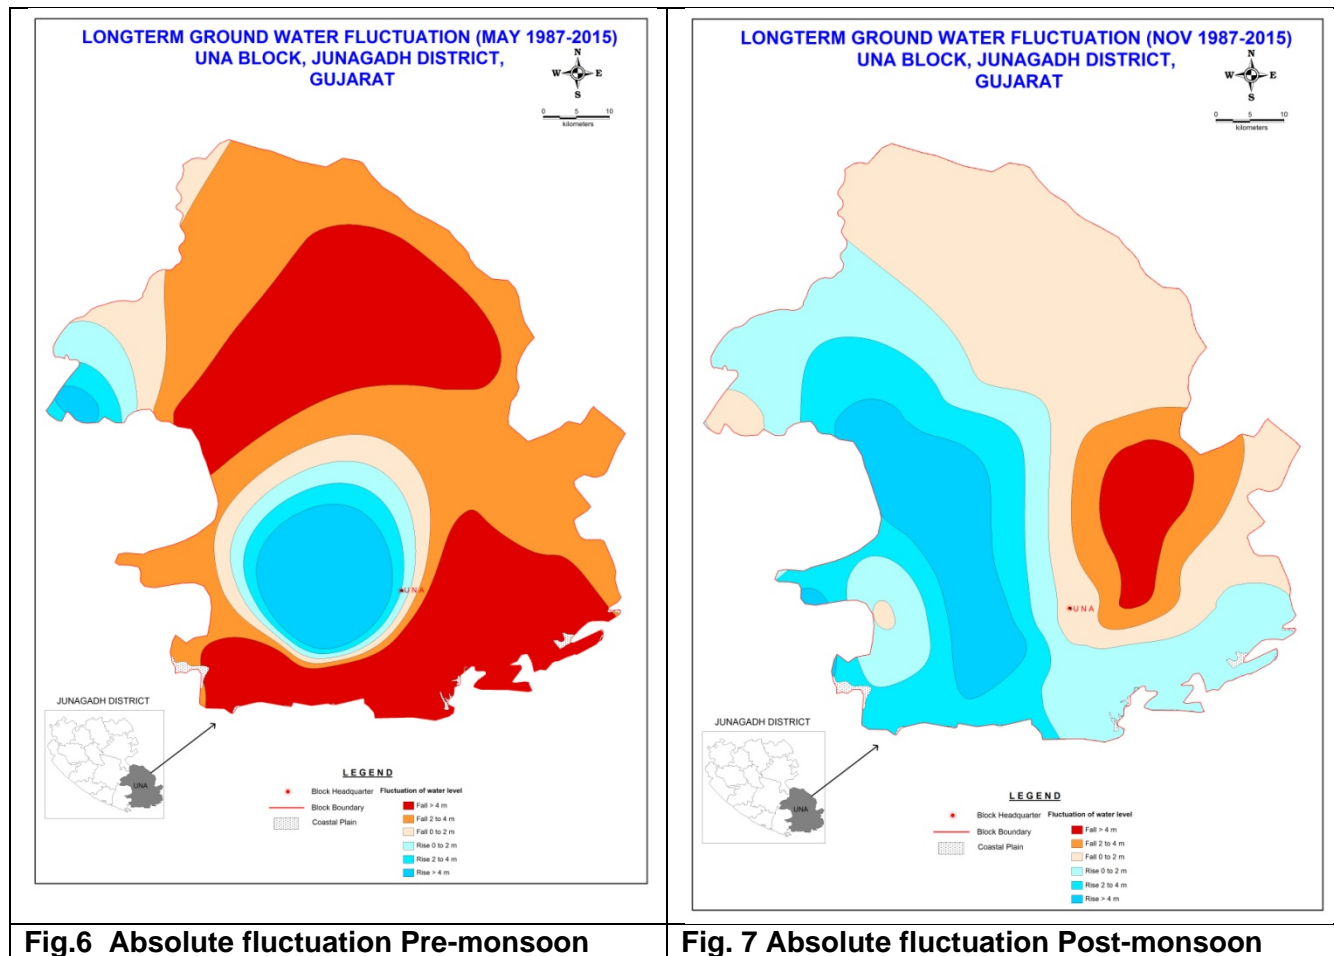 LONGTERM GROUND WATER FLUCTUATION (MAY 1987-2015)
UNA BLOCK, JUNAGADH DISTRICT,
GUJARAT
N
W E
S
0 5 10
kilometers
UNA
JUNAGADH DISTRICT
UNA
LEGEND
Block Headquarter
Block Boundary
Coastal Plain
Fluctuation of water level
Fall > 4 m
Fall 2 to 4 m
Fall 0 to 2 m
Rise 0 to 2 m
Rise 2 to 4 m
Rise > 4 m
Fig.6 Absolute fluctuation Pre-monsoon
LONGTERM GROUND WATER FLUCTUATION (NOV 1987-2015)
UNA BLOCK, JUNAGADH DISTRICT,
GUJARAT
N
W E
S
0 5 10
kilometers
UNA
JUNAGADH DISTRICT
UNA
LEGEND
Block Headquarter
Block Boundary
Coastal Plain
Fluctuation of water level
Fall > 4 m
Fall 2 to 4 m
Fall 0 to 2 m
Rise 0 to 2 m
Rise 2 to 4 m
Rise > 4 m
Fig. 7 Absolute fluctuation Post-monsoon